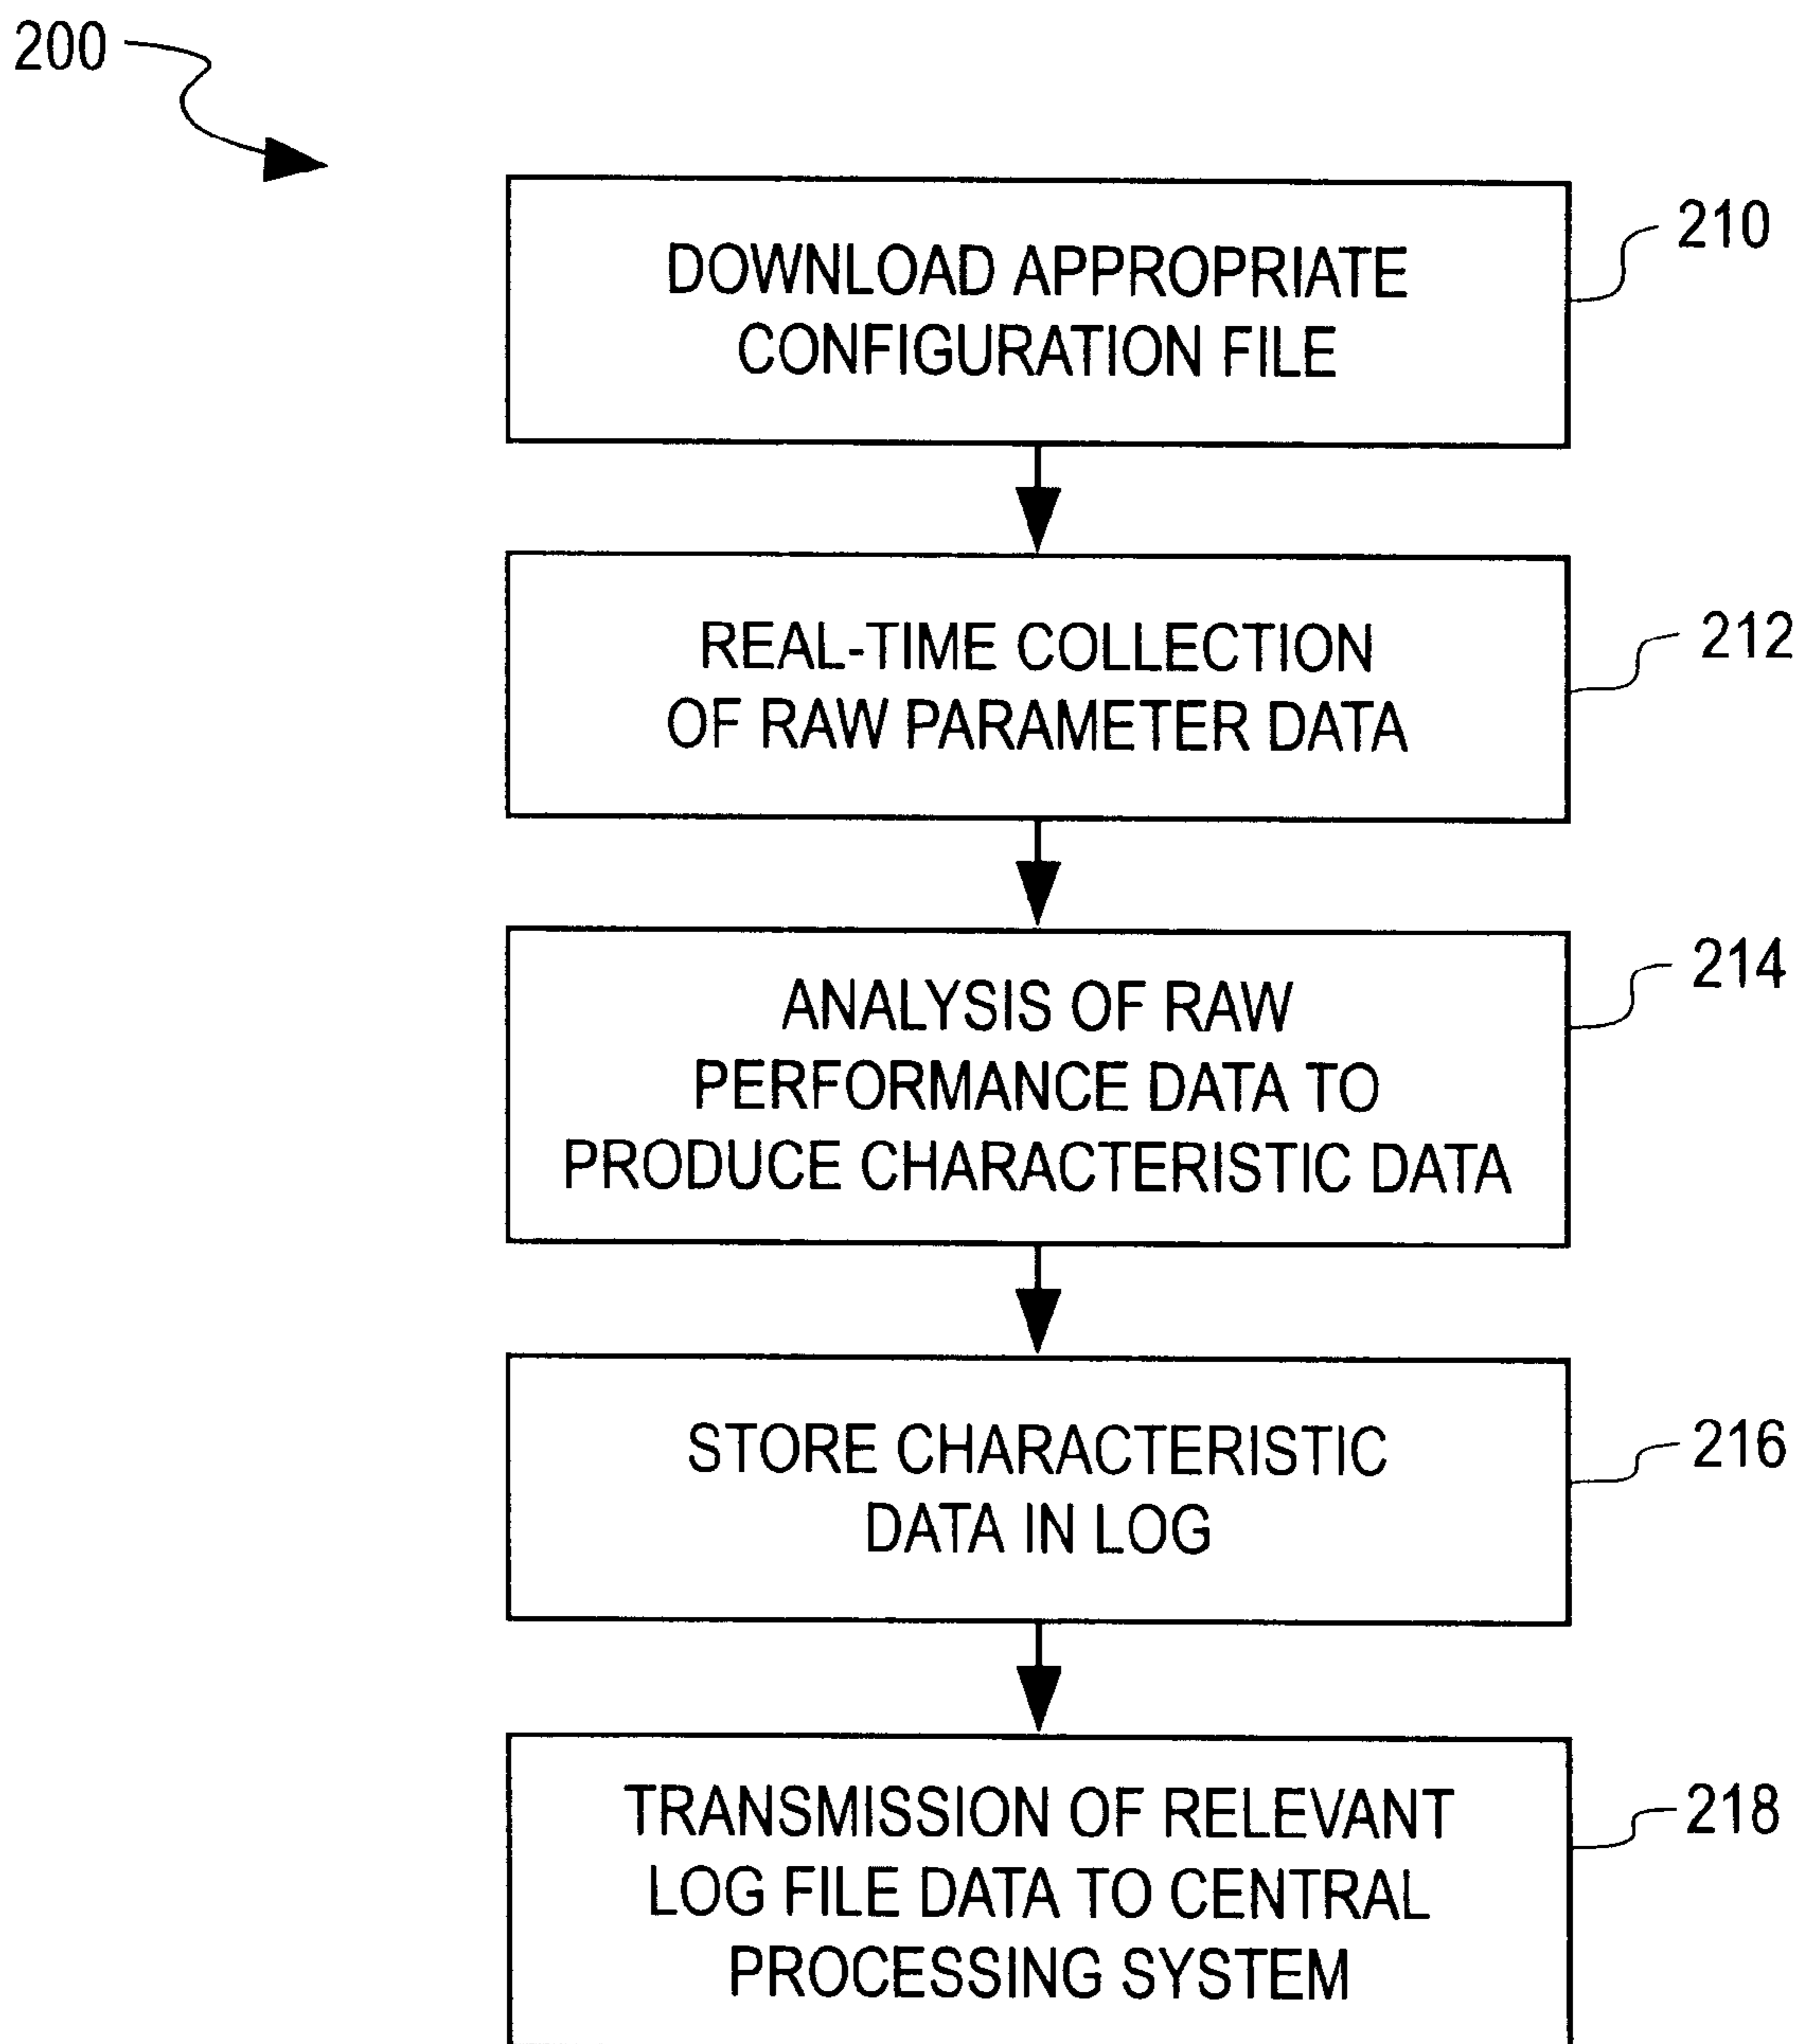 200
DOWNLOAD APPROPRIATE
CONFIGURATION FILE
210
REAL-TIME COLLECTION
OF RAW PARAMETER DATA
212
ANALYSIS OF RAW
PERFORMANCE DATA TO
PRODUCE CHARACTERISTIC DATA
214
STORE CHARACTERISTIC
DATA IN LOG
216
TRANSMISSION OF RELEVANT
LOG FILE DATA TO CENTRAL
PROCESSING SYSTEM
218